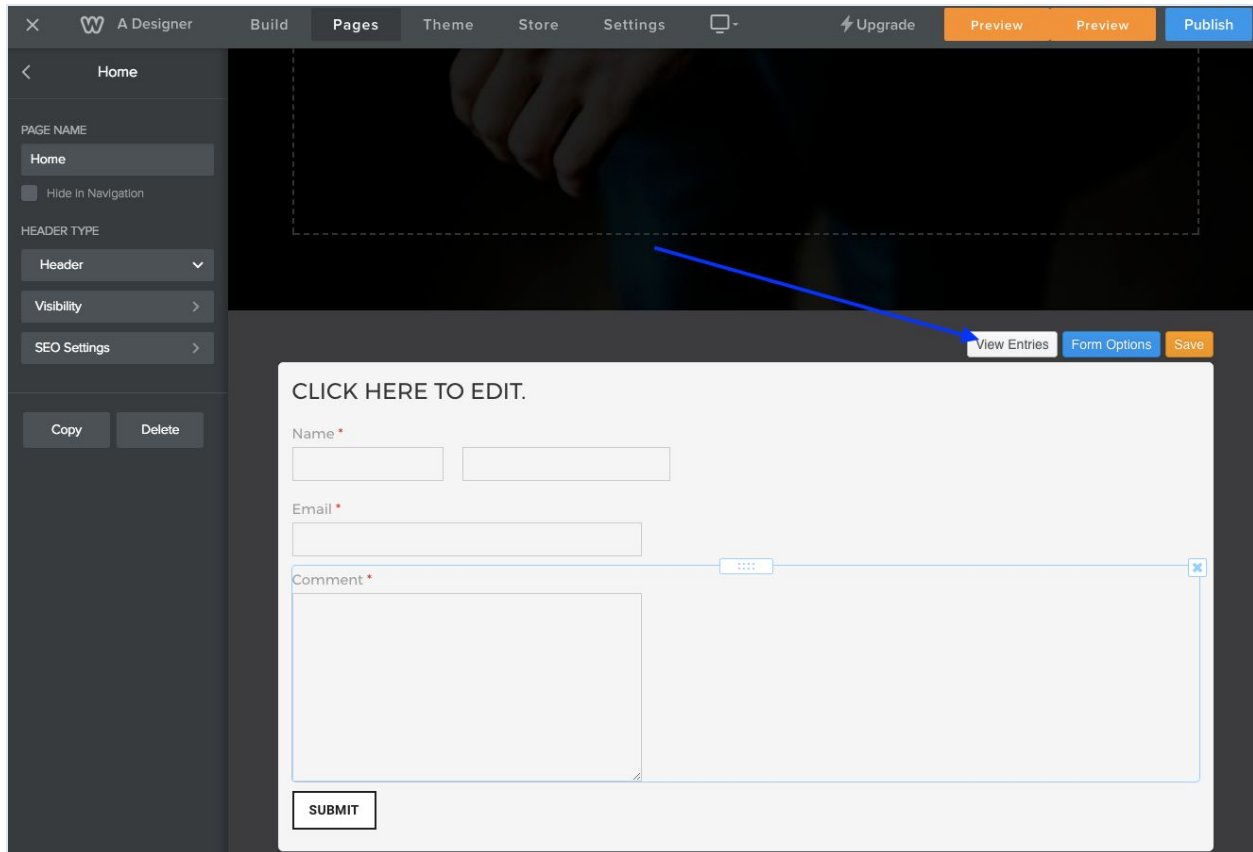 A Designer Build Pages Theme Store Settings Upgrade Preview Preview Publish
Home
PAGE NAME
Home
Hide in Navigation
HEADER TYPE
Header
Visibility
SEO Settings
Copy Delete
View Entries Form Options Save
CLICK HERE TO EDIT.
Name *
Email *
Comment *
SUBMIT